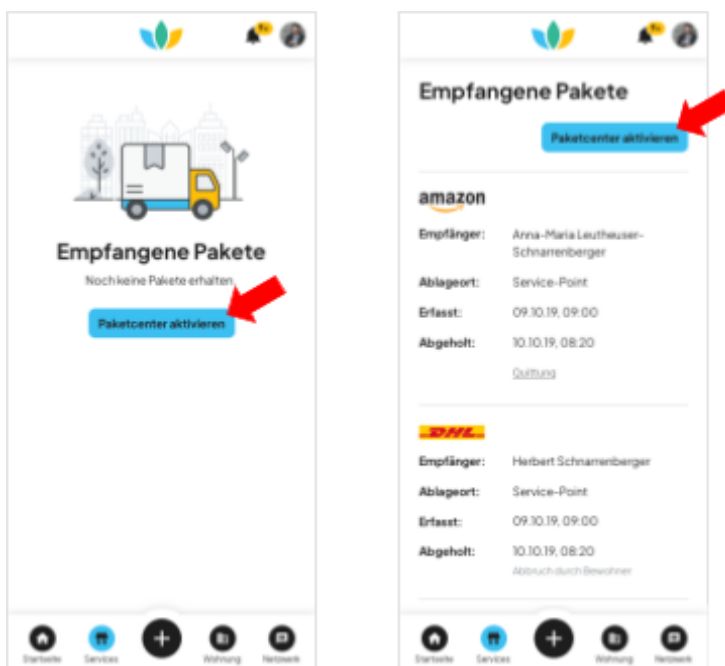 Empfangene Pakete
Noch keine Pakete erhalten.
Paketcenter aktivieren
Startseite
Services
Wohnung
Netzwerk
Empfangene Pakete
Paketcenter aktivieren
amazon
Empfänger: Anna-Maria Leutheuser-
Schnarrenberger
Ablageort: Service-Point
Erfasst: 09.10.19, 09:00
Abgeholt: 10.10.19, 08:20
Quittung
DHL
Empfänger: Herbert Schnarrenberger
Ablageort: Service-Point
Erfasst: 09.10.19, 09:00
Abgeholt: 10.10.19, 08:20
Abbruch durch Bewohner
Startseite
Services
Wohnung
Netzwerk